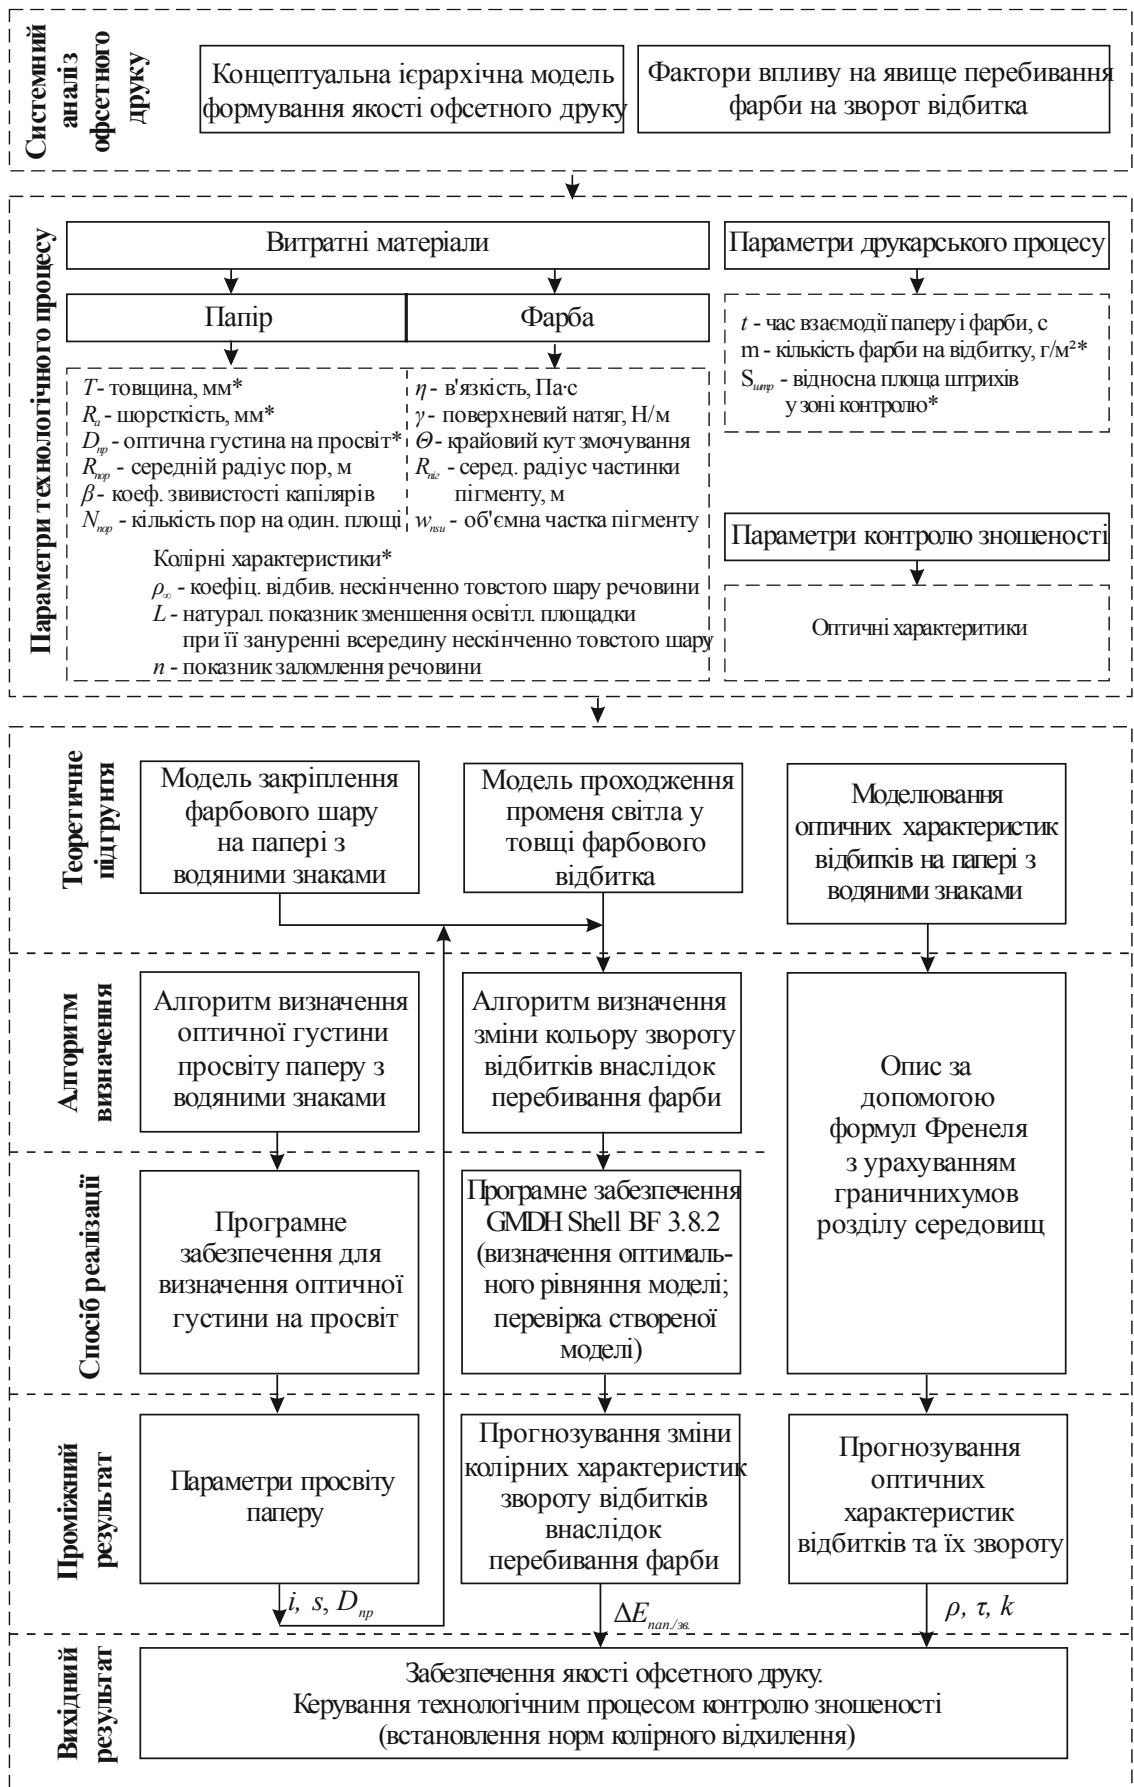 Системний
аналіз
офсетного
друку
Концептуальна ієрархічна модель
формування якості офсетного друку
Фактори впливу на явище перебивання
фарби на зворот відбитка
Параметри технологічного процесу
Витратні матеріали
Папір
Фарба
T - товщина, мм*
Rа - шорсткість, мм*
Dпр - оптична густина на просвіт*
Rпор - середній радіус пор, м
β - коеф. звивистості капілярів
Nпор - кількість пор на один. площі
η - в'язкість, Па·с
γ - поверхневий натяг, Н/м
Θ - крайовий кут змочування
Rпіг - серед. радіус частинки
пігменту, м
wпsu - об'ємна частка пігменту
Колірні характеристики*
ρ∞ - коефіц. відбив. нескінченно товстого шару речовини
L - натурал. показник зменшення освітл. площадки
при її зануренні всередину нескінченно товстого шару
n - показник заломлення речовини
Параметри друкарського процесу
t - час взаємодії паперу і фарби, с
m - кількість фарби на відбитку, г/м²*
Sштр - відносна площа штрихів
у зоні контролю*
Параметри контролю зношеності
Оптичні характеритики
Теоретичне
підгрунтя
Модель закріплення
фарбового шару
на папері з
водяними знаками
Модель проходження
променя світла у
товщі фарбового
відбитка
Моделювання
оптичних характеристик
відбитків на папері з
водяними знаками
Алгоритм
визначення
Алгоритм визначення
оптичної густини
просвіту паперу з
водяними знаками
Алгоритм визначення
зміни кольору звороту
відбитків внаслідок
перебивання фарби
Опис за
допомогою
формул Френеля
з урахуванням
граничнихумов
розділу середовищ
Спосіб реалізації
Програмне
забезпечення для
визначення оптичної
густини на просвіт
Програмне забезпечення
GMDH Shell BF 3.8.2
(визначення оптималь-
ного рівняння моделі;
перевірка створеної
моделі)
Проміжний
результат
Параметри просвіту
паперу
Прогнозування зміни
колірних характеристик
звороту відбитків
внаслідок
перебивання фарби
Прогнозування
оптичних
характеристик
відбитків та їх звороту
i, s, Dпр
ΔEпап./зв.
ρ, τ, k
Вихідний
результат
Забезпечення якості офсетного друку.
Керування технологічним процесом контролю зношеності
(встановлення норм колірного відхилення)